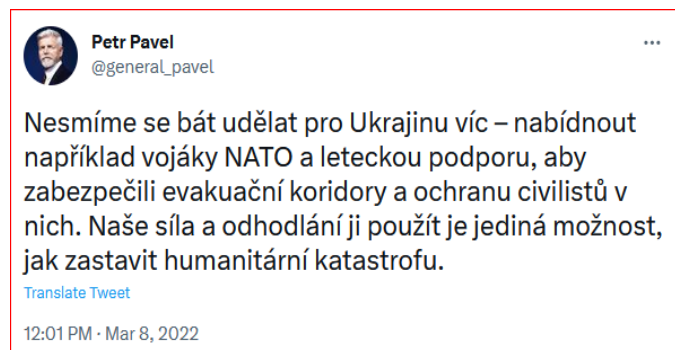 Petr Pavel
@general_pavel
Nesmíme se bát udělat pro Ukrajinu víc – nabídnout
například vojáky NATO a leteckou podporu, aby
zabezpečili evakuační koridory a ochranu civilistů v
nich. Naše síla a odhodlání ji použít je jediná možnost,
jak zastavit humanitární katastrofu.
Translate Tweet
12:01 PM · Mar 8, 2022